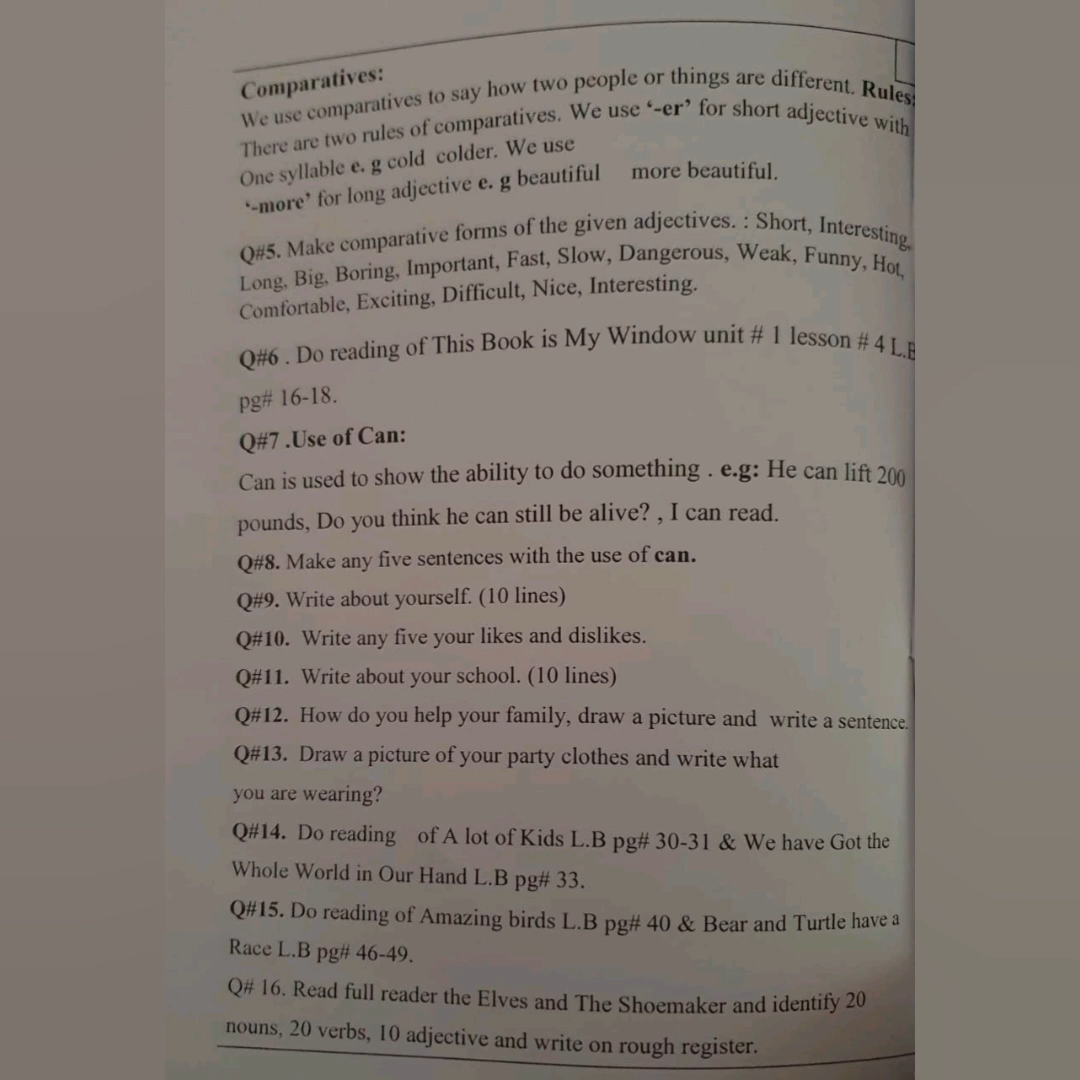 Comparatives:
We use comparatives to say how two people or things are different. Rules:
There are two rules of comparatives. We use ‘-er’ for short adjective with
One syllable e. g cold colder. We use
‘-more’ for long adjective e. g beautiful more beautiful.
Q#5. Make comparative forms of the given adjectives. : Short, Interesting,
Long, Big, Boring, Important, Fast, Slow, Dangerous, Weak, Funny, Hot,
Comfortable, Exciting, Difficult, Nice, Interesting.
Q#6 . Do reading of This Book is My Window unit # 1 lesson # 4 L.B
pg# 16-18.
Q#7 .Use of Can:
Can is used to show the ability to do something . e.g: He can lift 200
pounds, Do you think he can still be alive? , I can read.
Q#8. Make any five sentences with the use of can.
Q#9. Write about yourself. (10 lines)
Q#10. Write any five your likes and dislikes.
Q#11. Write about your school. (10 lines)
Q#12. How do you help your family, draw a picture and write a sentence.
Q#13. Draw a picture of your party clothes and write what
you are wearing?
Q#14. Do reading of A lot of Kids L.B pg# 30-31 & We have Got the
Whole World in Our Hand L.B pg# 33.
Q#15. Do reading of Amazing birds L.B pg# 40 & Bear and Turtle have a
Race L.B pg# 46-49.
Q# 16. Read full reader the Elves and The Shoemaker and identify 20
nouns, 20 verbs, 10 adjective and write on rough register.